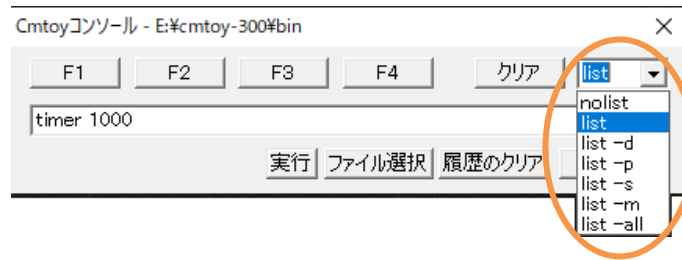 Cmtoyコンソール - E:¥cmtoy-300¥bin
F1 F2 F3 F4 クリア list
timer 1000
実行 ファイル選択 履歴のクリア
nolist
list
list -d
list -p
list -s
list -m
list -all